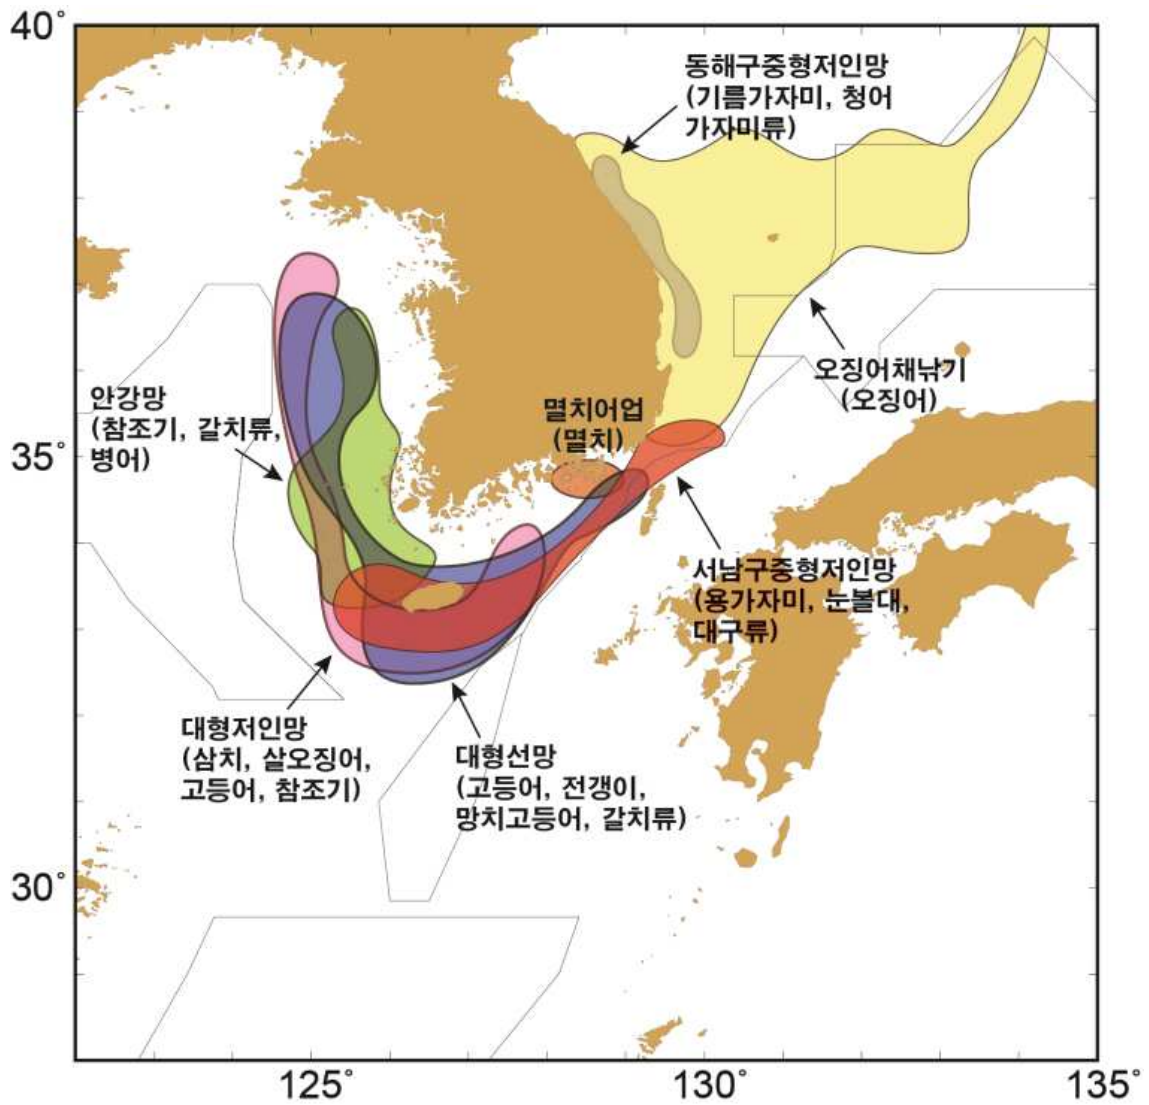 40°
동해구중형저인망
(기름가자미, 청어
가자미류)
오징어채낚기
(오징어)
안강망
(참조기, 갈치류,
병어)
멸치어업
(멸치)
35°
서남구중형저인망
(용가자미, 눈볼대,
대구류)
대형저인망
(삼치, 살오징어,
고등어, 참조기)
대형선망
(고등어, 전갱이,
망치고등어, 갈치류)
30°
125°
130°
135°